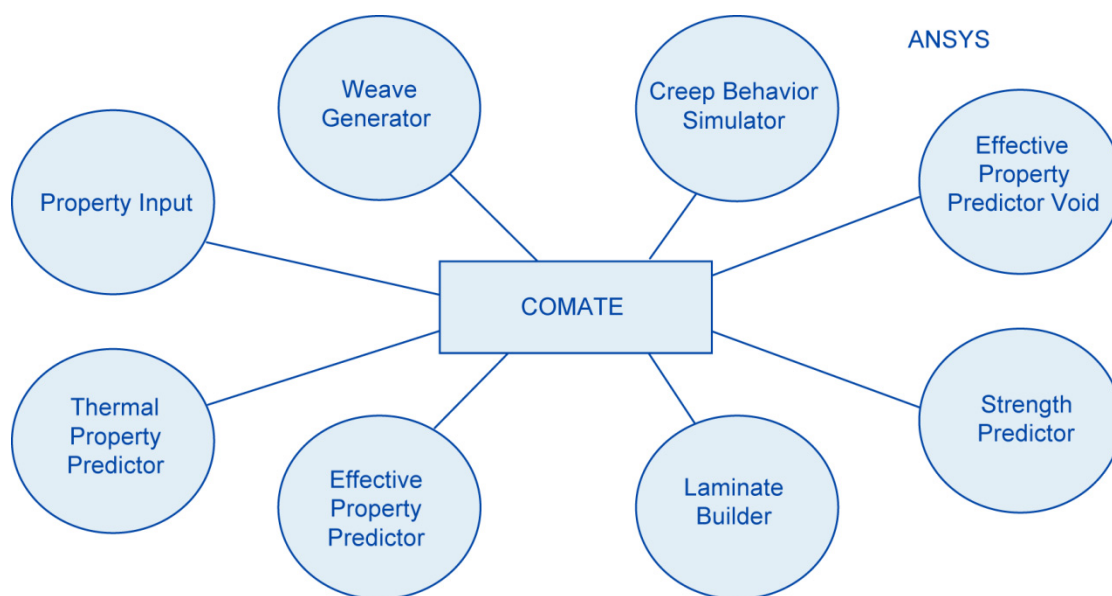 ANSYS
Weave
Generator
Creep Behavior
Simulator
Effective
Property
Predictor Void
Property Input
COMATE
Thermal
Property
Predictor
Effective
Property
Predictor
Laminate
Builder
Strength
Predictor